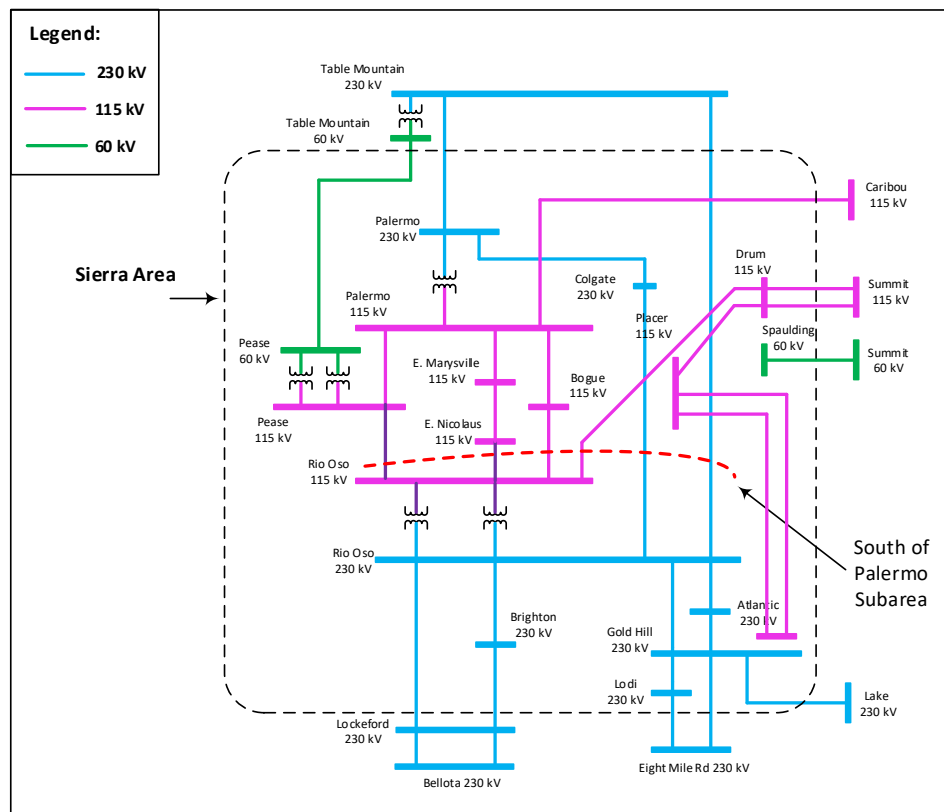 Legend:
230 kV
115 kV
60 kV
Table Mountain
230 kV
Table Mountain
60 kV
Caribou
115 kV
Palermo
230 kV
Sierra Area
Drum
115 kV
Colgate
230 kV
Summit
115 kV
Palermo
115 kV
Placer
115 kV
Spaulding
60 kV
Pease
60 kV
E. Marysville
115 kV
Summit
60 kV
Bogue
115 kV
Pease
115 kV
E. Nicolaus
115 kV
Rio Oso
115 kV
South of
Palermo
Subarea
Rio Oso
230 kV
Brighton
230 kV
Atlantic
230 kV
Gold Hill
230 kV
Lodi
230 kV
Lake
230 kV
Lockeford
230 kV
Bellota 230 kV
Eight Mile Rd 230 kV